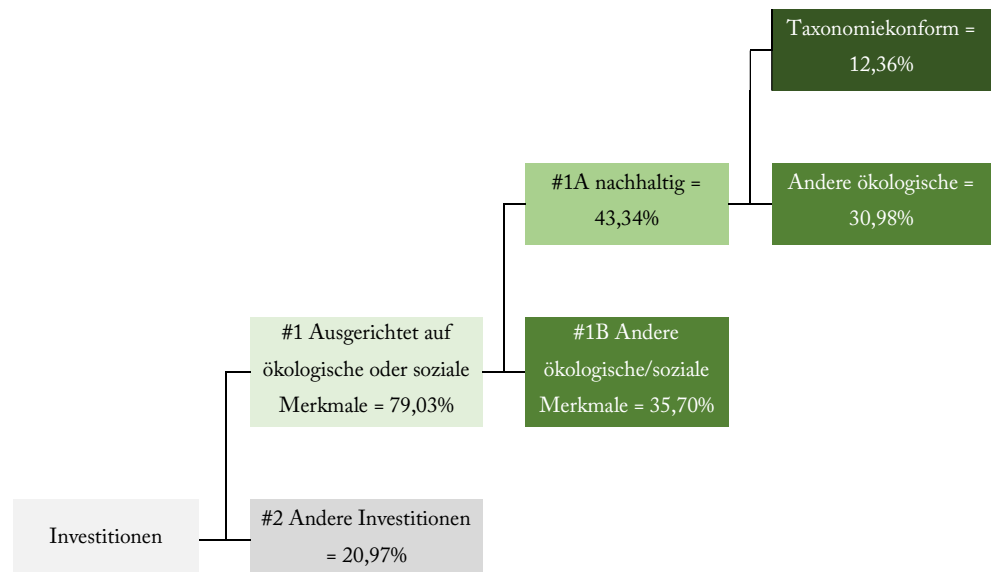 Taxonomiekonform =
12,36%
#1A nachhaltig =
43,34%
Andere ökologische =
30,98%
#1 Ausgerichtet auf
ökologische oder soziale
Merkmale = 79,03%
#1B Andere
ökologische/soziale
Merkmale = 35,70%
Investitionen
#2 Andere Investitionen
= 20,97%